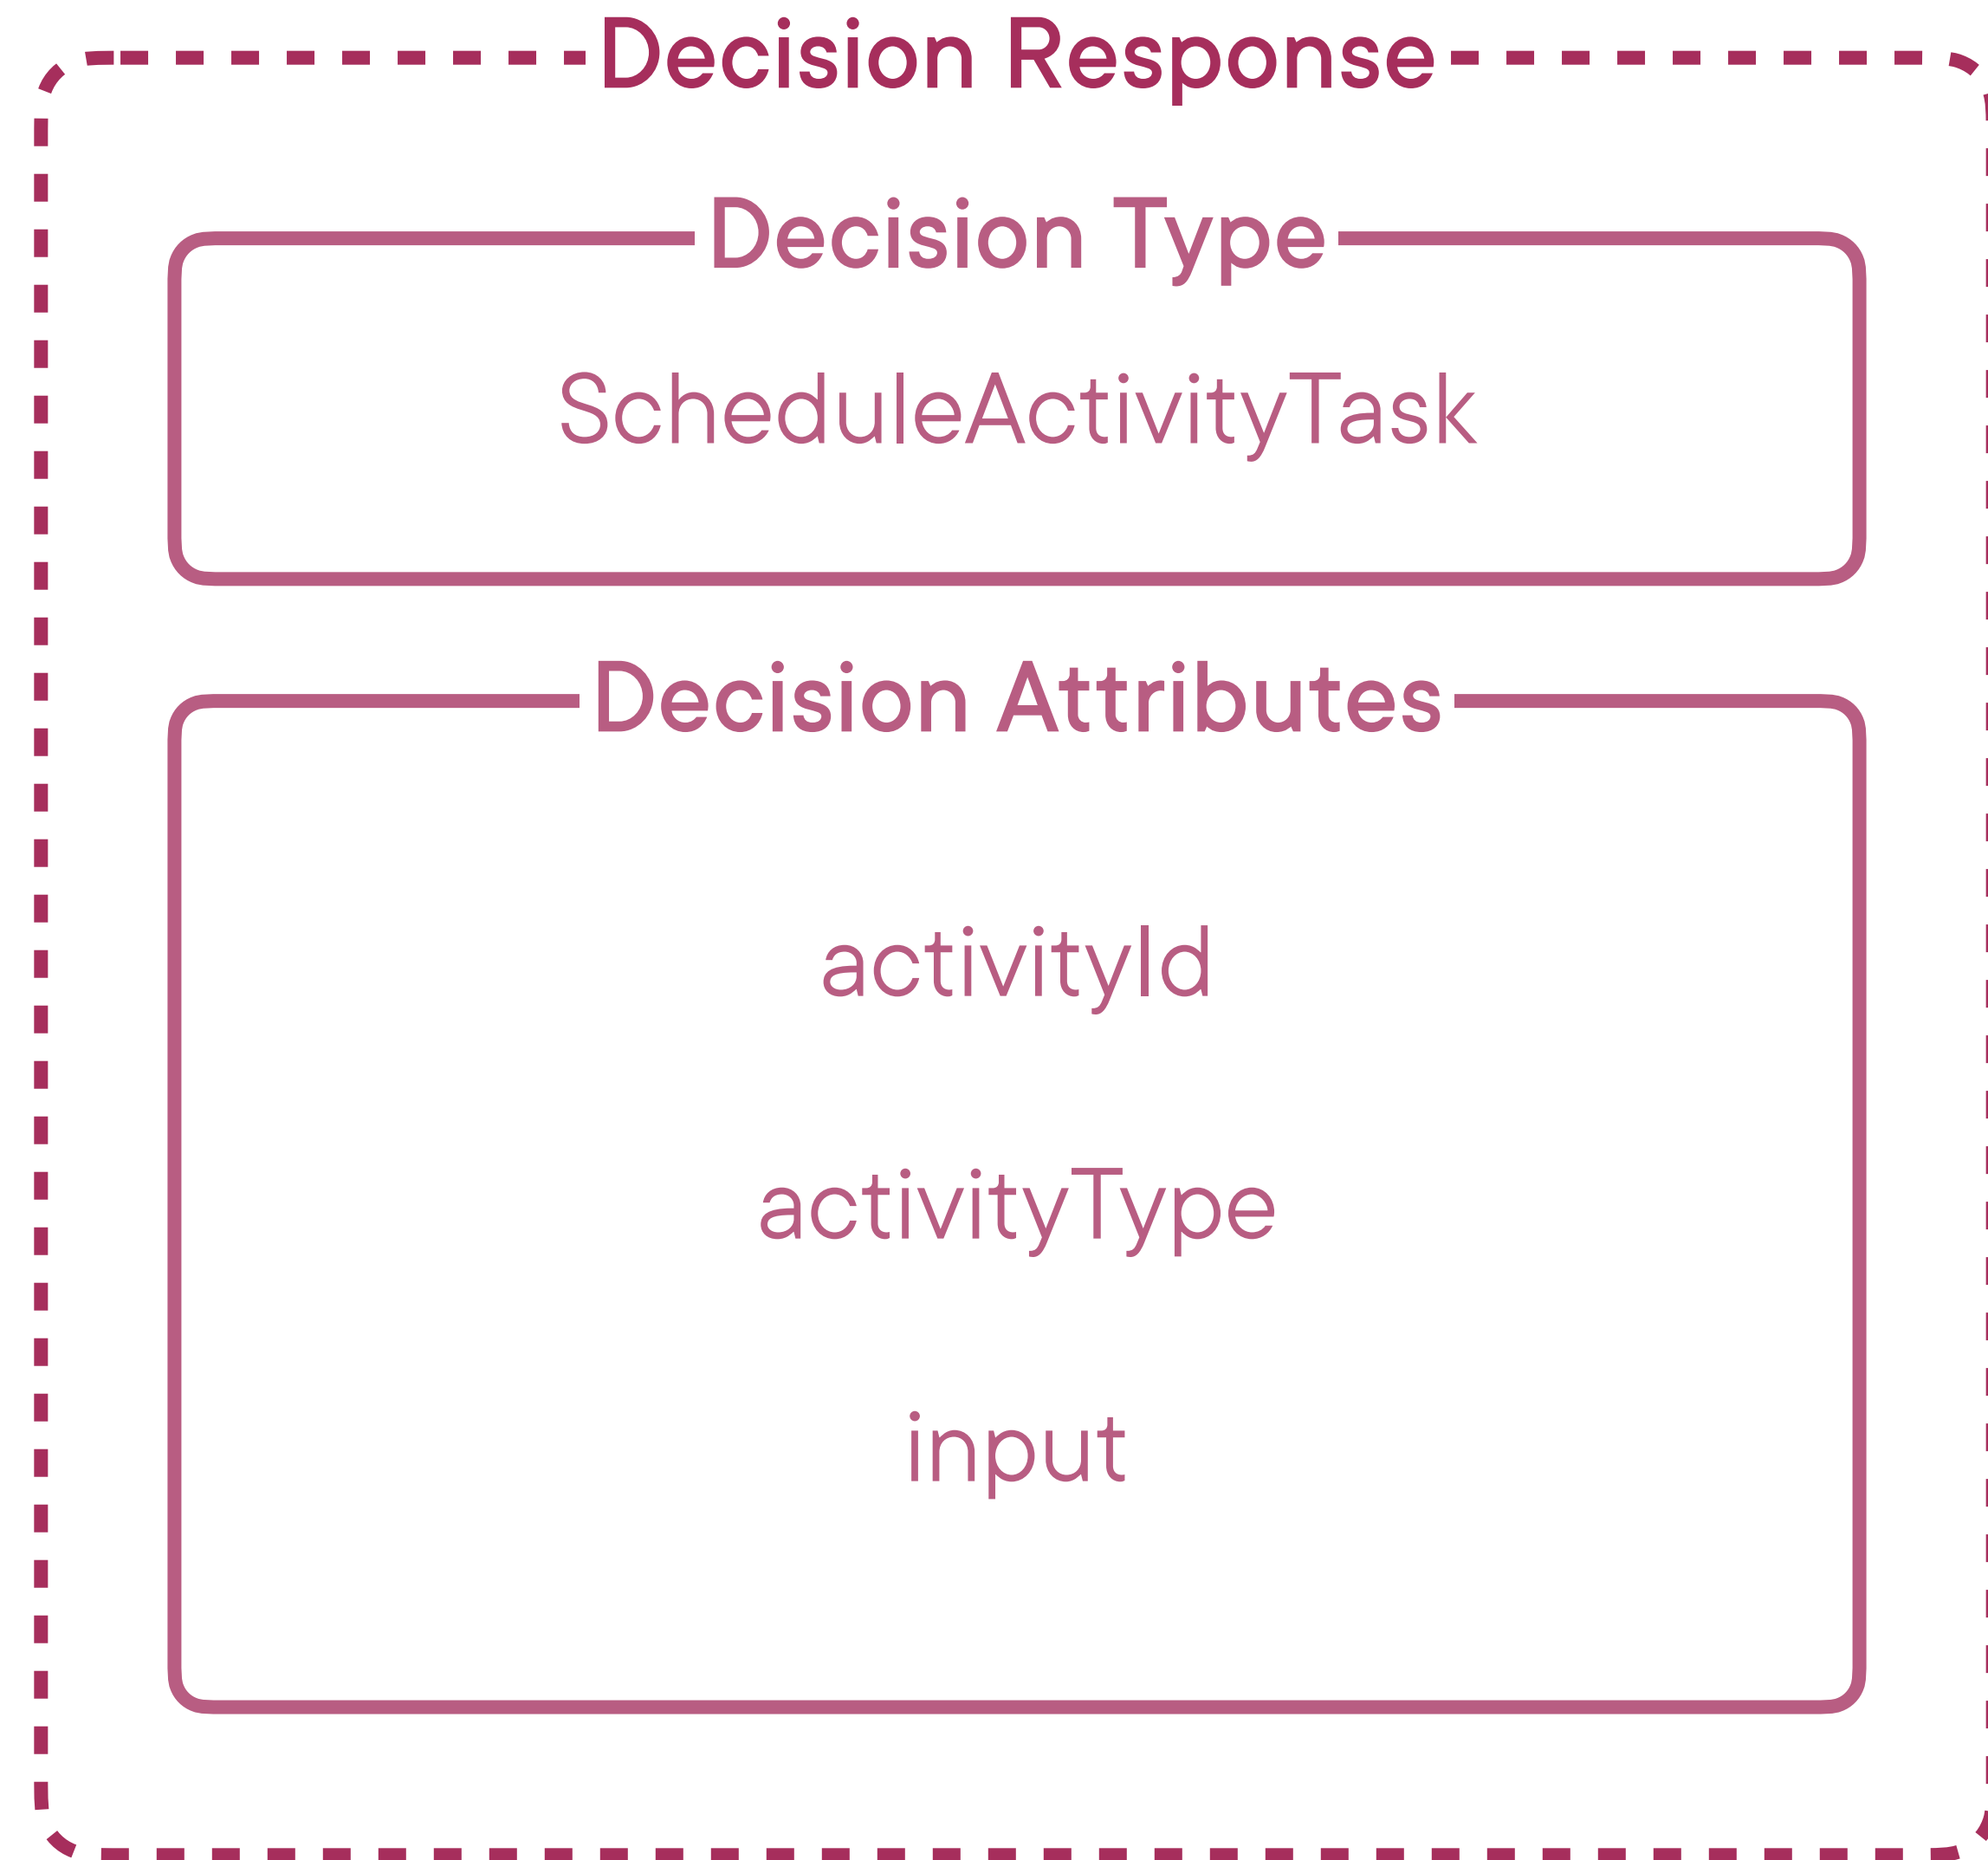 Decision Response
Decision Type
ScheduleActivityTask
Decision Attributes
activityId
activityType
input